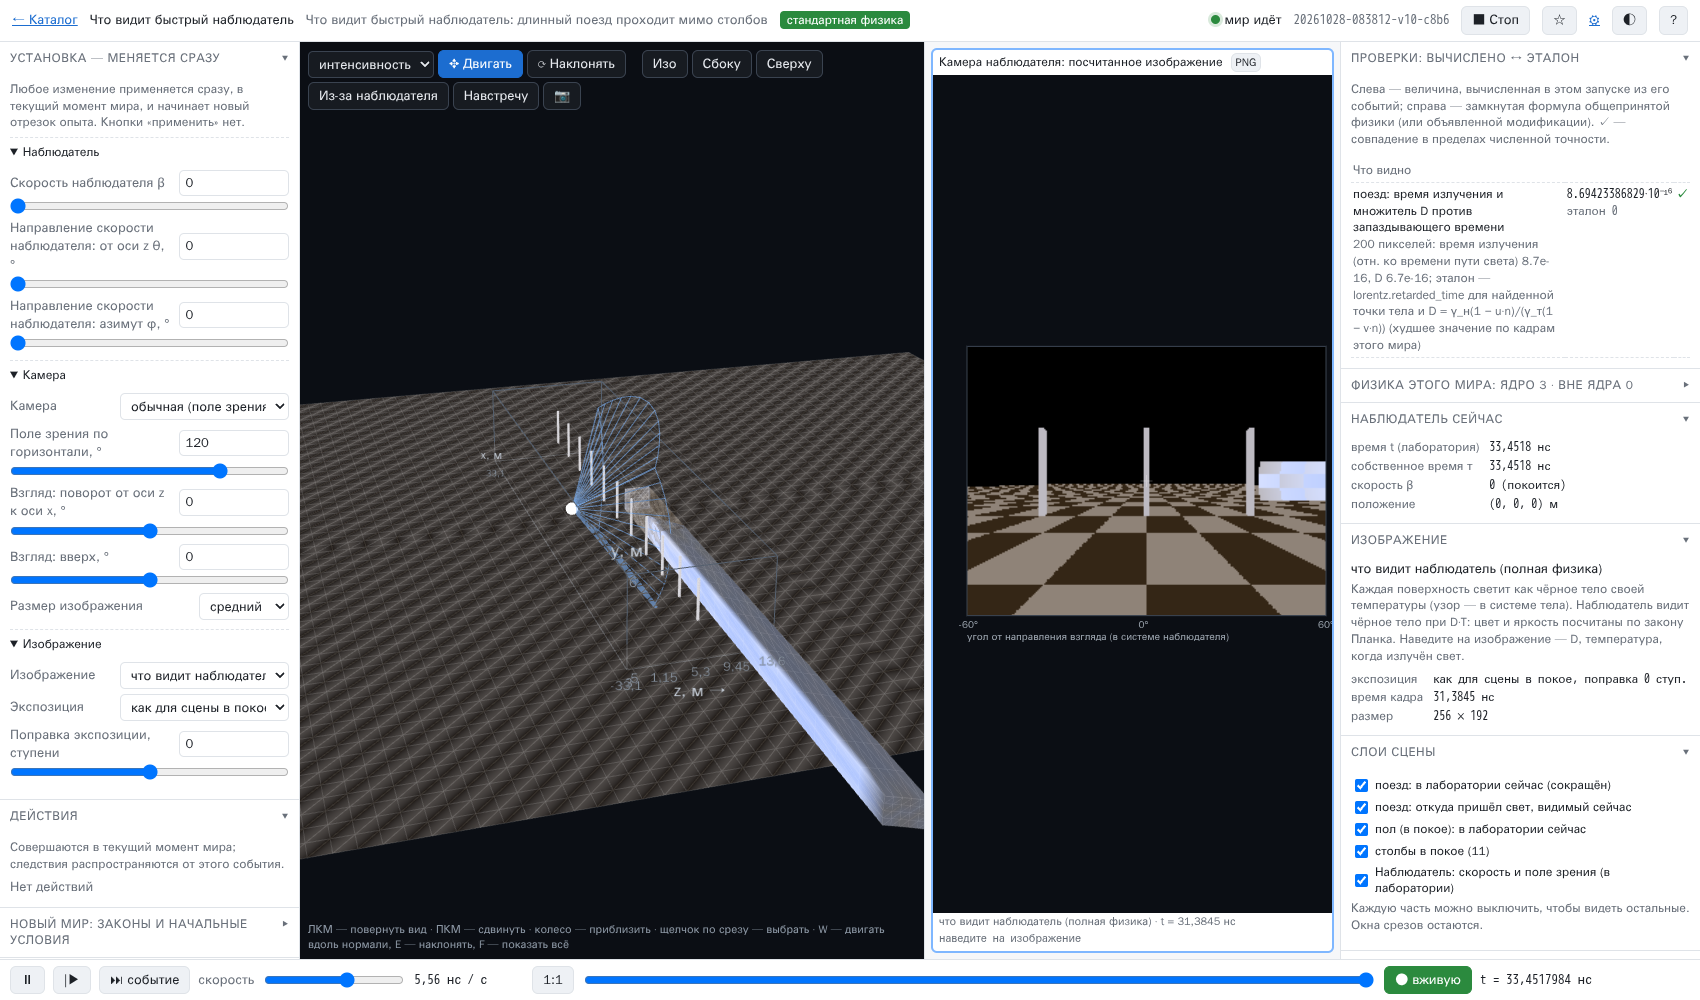 ← Каталог Что видит быстрый наблюдатель Что видит быстрый наблюдатель: длинный поезд проходит мимо столбов стандартная физика мир идёт 20261028-083812-v10-c8b6 Стоп ?
УСТАНОВКА — МЕНЯЕТСЯ СРАЗУ
Любое изменение применяется сразу, в
текущий момент мира, и начинает новый
отрезок опыта. Кнопки «применить» нет.
Наблюдатель
Скорость наблюдателя β 0
Направление скорости
наблюдателя: от оси z θ, 0
°
Направление скорости
наблюдателя: азимут φ, ° 0
Камера
Камера обычная (поле зрения
Поле зрения по
горизонтали, ° 120
Взгляд: поворот от оси z
к оси x, ° 0
Взгляд: вверх, ° 0
Размер изображения средний
Изображение
Изображение что видит наблюдател
Экспозиция как для сцены в покое
Поправка экспозиции,
ступени 0
ДЕЙСТВИЯ
Совершаются в текущий момент мира;
следствия распространяются от этого события.
Нет действий
НОВЫЙ МИР: ЗАКОНЫ И НАЧАЛЬНЫЕ
УСЛОВИЯ
интенсивность Двигать Наклонять Изо Сбоку Сверху
Из-за наблюдателя Навстречу
x, м
y, м
-33,1 1,15 5,3 9,45 13,6
z, м →
ЛКМ — повернуть вид · ПКМ — сдвинуть · колесо — приблизить · щелчок по срезу — выбрать · W — двигать
вдоль нормали, E — наклонять, F — показать всё
Камера наблюдателя: посчитанное изображение PNG
-60° 0° 60°
угол от направления взгляда (в системе наблюдателя)
что видит наблюдатель (полная физика) · t = 31,3845 нс
наведите на изображение
ПРОВЕРКИ: ВЫЧИСЛЕНО ↔ ЭТАЛОН
Слева — величина, вычисленная в этом запуске из его
событий; справа — замкнутая формула общепринятой
физики (или объявленной модификации). ✓ —
совпадение в пределах численной точности.
Что видно
поезд: время излучения и 8.69423386829·10⁻¹⁶ ✓
множитель D против эталон 0
запаздывающего времени
200 пикселей: время излучения
(отн. ко времени пути света) 8.7e-
16, D 6.7e-16; эталон —
lorentz.retarded_time для найденной
точки тела и D = γ_н(1 − u·n)/(γ_т(1
− v·n)) (худшее значение по кадрам
этого мира)
ФИЗИКА ЭТОГО МИРА: ЯДРО 3 · ВНЕ ЯДРА 0
НАБЛЮДАТЕЛЬ СЕЙЧАС
время t (лаборатория) 33,4518 нс
собственное время τ 33,4518 нс
скорость β 0 (покоится)
положение (0, 0, 0) м
ИЗОБРАЖЕНИЕ
что видит наблюдатель (полная физика)
Каждая поверхность светит как чёрное тело своей
температуры (узор — в системе тела). Наблюдатель видит
чёрное тело при D·T: цвет и яркость посчитаны по закону
Планка. Наведите на изображение — D, температура,
когда излучён свет.
экспозиция как для сцены в покое, поправка 0 ступ.
время кадра 31,3845 нс
размер 256 × 192
СЛОИ СЦЕНЫ
поезд: в лаборатории сейчас (сокращён)
поезд: откуда пришёл свет, видимый сейчас
пол (в покое): в лаборатории сейчас
столбы в покое (11)
Наблюдатель: скорость и поле зрения (в
лаборатории)
Каждую часть можно выключить, чтобы видеть остальные.
Окна срезов остаются.
событие скорость 5,56 нс / с 1:1 вживую t = 33,4517984 нс